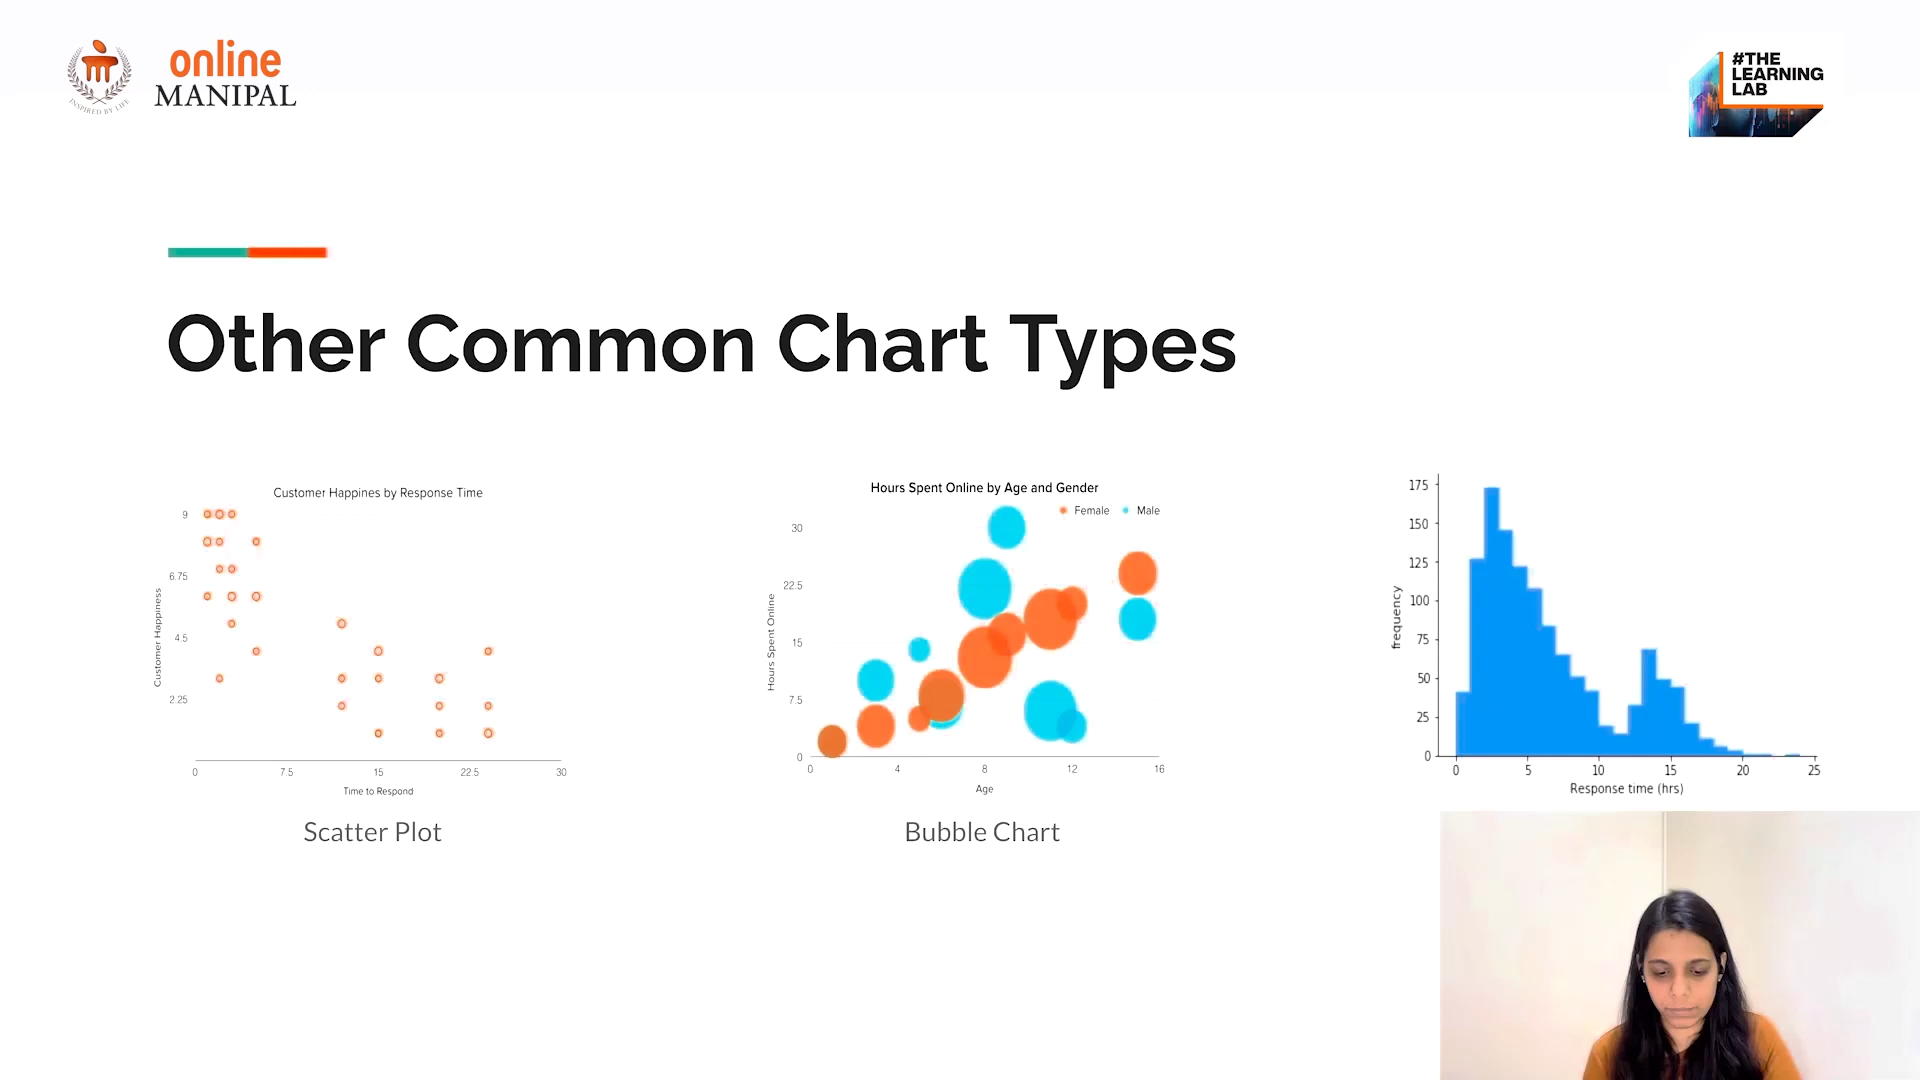 online
MANIPAL
INSPIRED BY LIFE
#THE
LEARNING
LAB
Other Common Chart Types
Customer Happines by Response Time
9
6.75
4.5
2.25
Customer Happiness
0 7.5 15 22.5 30
Time to Respond
Scatter Plot
Hours Spent Online by Age and Gender
Female Male
30
22.5
15
7.5
0
Hours Spent Online
0 4 8 12 16
Age
Bubble Chart
175
150
125
100
75
50
25
0
frequency
0 5 10 15 20 25
Response time (hrs)